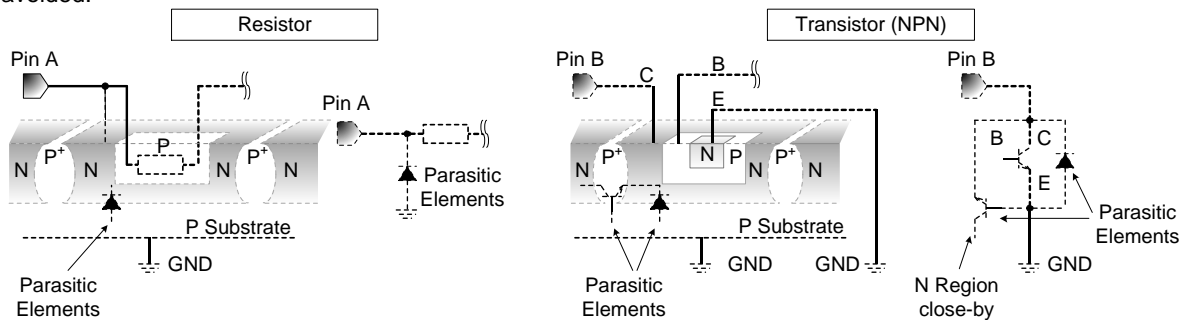 avoided.
Resistor
Transistor (NPN)
Pin A
Pin A
N P+ N P N P+ N
Parasitic
Elements
P Substrate
GND
Parasitic
Elements
Pin B
C
B
E
N P+ N N P N P+ N
P Substrate
GND
GND
Parasitic
Elements
Pin B
B C
E
Parasitic
Elements
GND
N Region
close-by